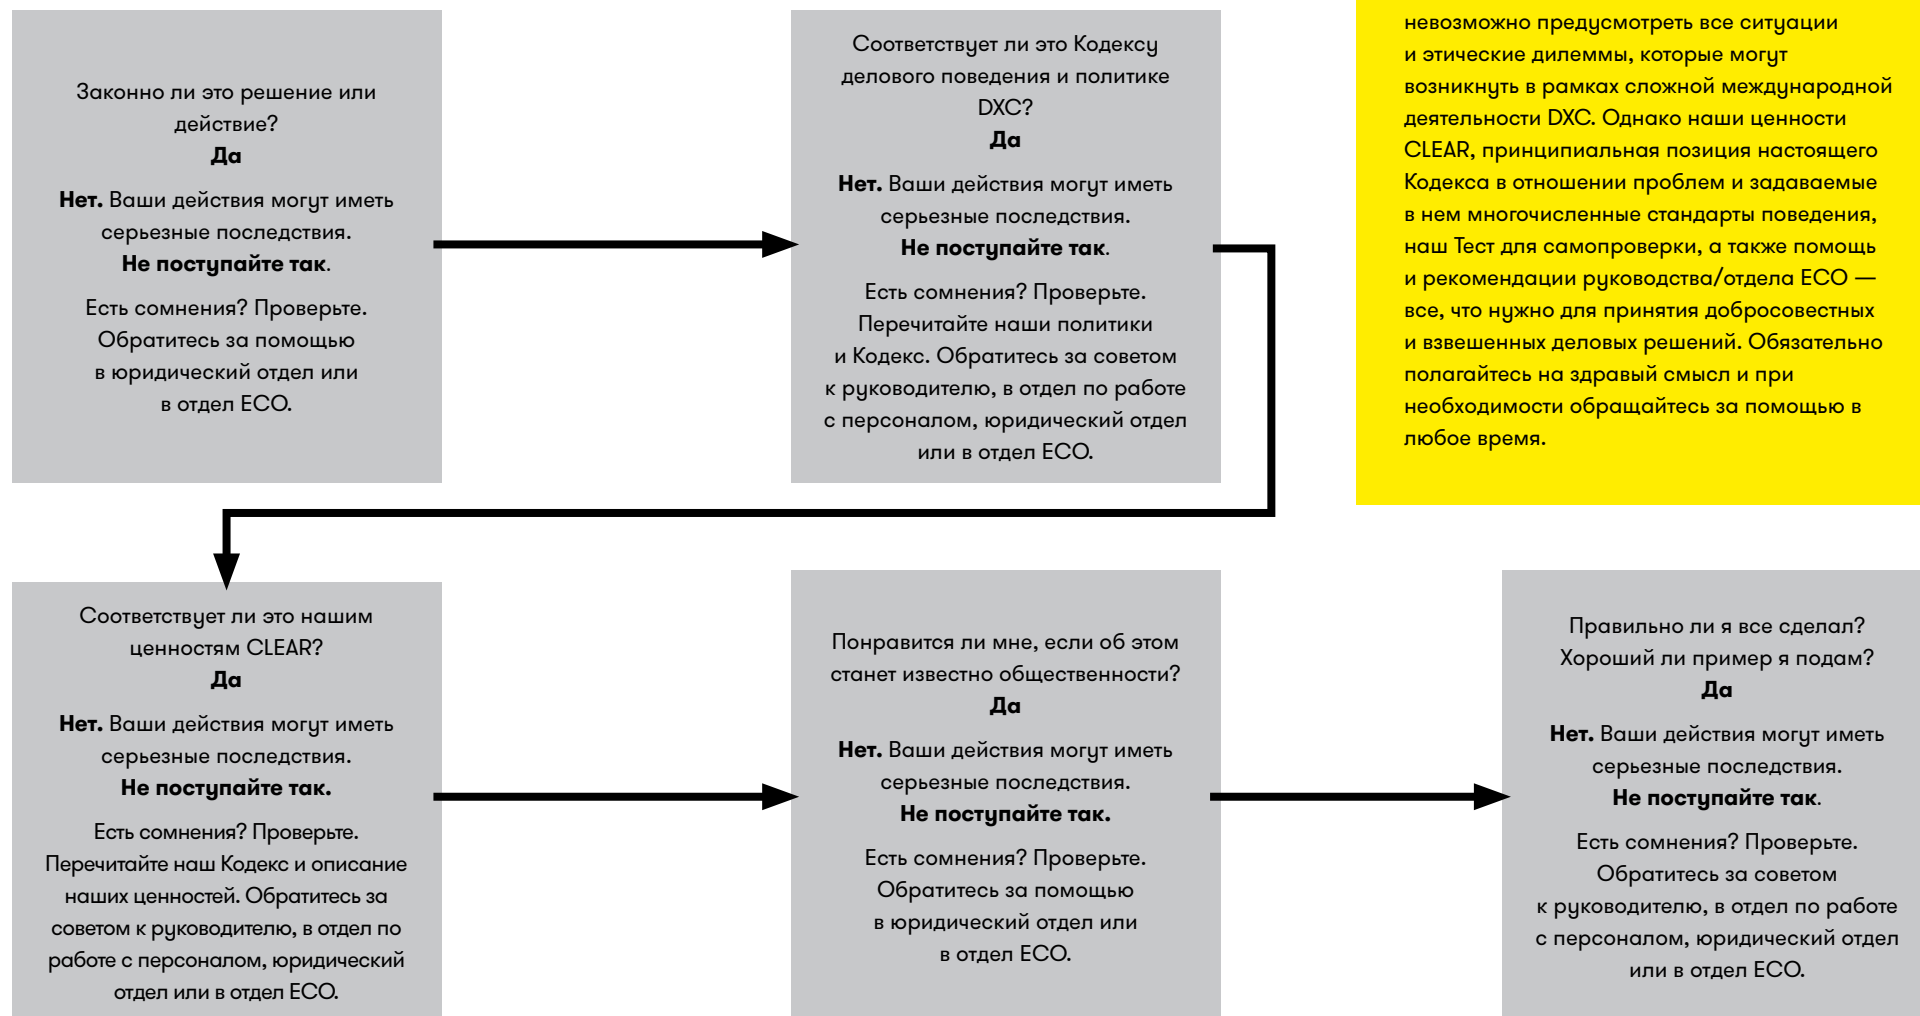 Законно ли это решение или
действие?
Да
Нет. Ваши действия могут иметь
серьезные последствия.
Не поступайте так.
Есть сомнения? Проверьте.
Обратитесь за помощью
в юридический отдел или
в отдел ECO.
Соответствует ли это Кодексу
делового поведения и политике
DXC?
Да
Нет. Ваши действия могут иметь
серьезные последствия.
Не поступайте так.
Есть сомнения? Проверьте.
Перечитайте наши политики
и Кодекс. Обратитесь за советом
к руководителю, в отдел по работе
с персоналом, юридический отдел
или в отдел ECO.
невозможно предусмотреть все ситуации
и этические дилеммы, которые могут
возникнуть в рамках сложной международной
деятельности DXC. Однако наши ценности
CLEAR, принципиальная позиция настоящего
Кодекса в отношении проблем и задаваемые
в нем многочисленные стандарты поведения,
наш Тест для самопроверки, а также помощь
и рекомендации руководства/отдела ECO —
все, что нужно для принятия добросовестных
и взвешенных деловых решений. Обязательно
полагайтесь на здравый смысл и при
необходимости обращайтесь за помощью в
любое время.
Соответствует ли это нашим
ценностям CLEAR?
Да
Нет. Ваши действия могут иметь
серьезные последствия.
Не поступайте так.
Есть сомнения? Проверьте.
Перечитайте наш Кодекс и описание
наших ценностей. Обратитесь за
советом к руководителю, в отдел по
работе с персоналом, юридический
отдел или в отдел ECO.
Понравится ли мне, если об этом
станет известно общественности?
Да
Нет. Ваши действия могут иметь
серьезные последствия.
Не поступайте так.
Есть сомнения? Проверьте.
Обратитесь за помощью
в юридический отдел или
в отдел ECO.
Правильно ли я все сделал?
Хороший ли пример я подам?
Да
Нет. Ваши действия могут иметь
серьезные последствия.
Не поступайте так.
Есть сомнения? Проверьте.
Обратитесь за советом
к руководителю, в отдел по работе
с персоналом, юридический отдел
или в отдел ECO.